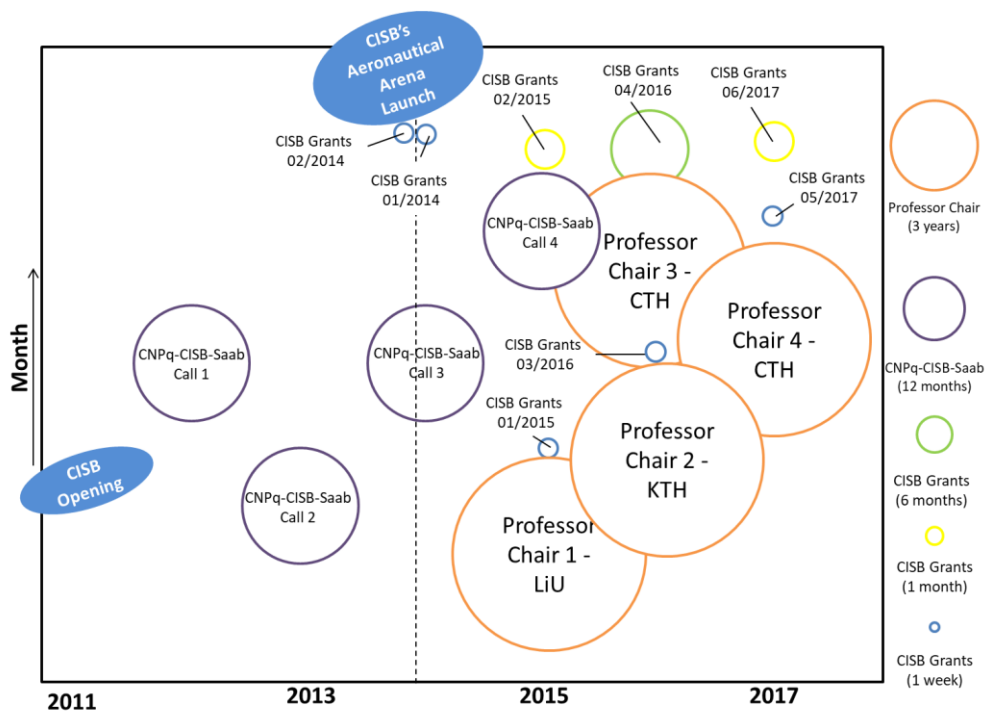 CISB's
Aeronautical
Arena
Launch
CISB Grants
02/2014
CISB Grants
01/2014
CISB Grants
02/2015
CISB Grants
04/2016
CISB Grants
06/2017
CISB Grants
05/2017
CNPq-CISB-Saab
Call 4
Professor
Chair 3 -
CTH
Professor
Chair 4 -
CTH
CNPq-CISB-Saab
Call 1
CNPq-CISB-Saab
Call 3
CISB Grants
03/2016
CISB Grants
01/2015
Professor
Chair 2 -
KTH
CISB
Opening
CNPq-CISB-Saab
Call 2
Professor
Chair 1 -
LiU
Month
2011
2013
2015
2017
Professor Chair
(3 years)
CNPq-CISB-Saab
(12 months)
CISB Grants
(6 months)
CISB Grants
(1 month)
CISB Grants
(1 week)